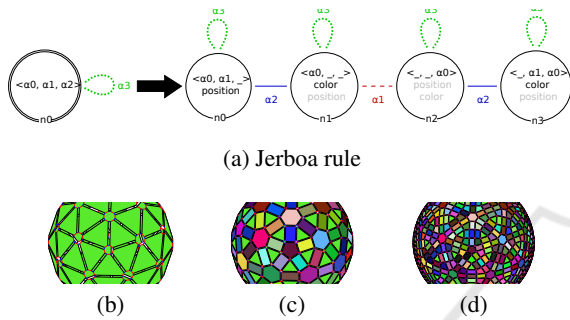 α3 α3 α3 α3
<α0, α1, α2> α3 <α0, α1, _> <α0, _, _> <_, _, α0> <_, α1, α0>
position color position color
position color position
α2 α1 α2
n0 n0 n1 n2 n3
(a) Jerboa rule
(b) (c) (d)